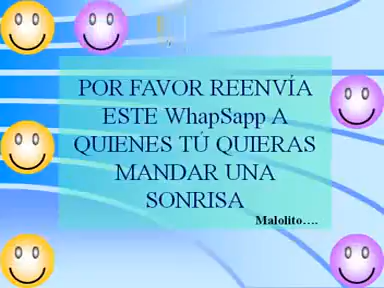 POR FAVOR REENVÍA
ESTE WhapSapp A
QUIENES TÚ QUIERAS
MANDAR UNA
SONRISA
Malolito….